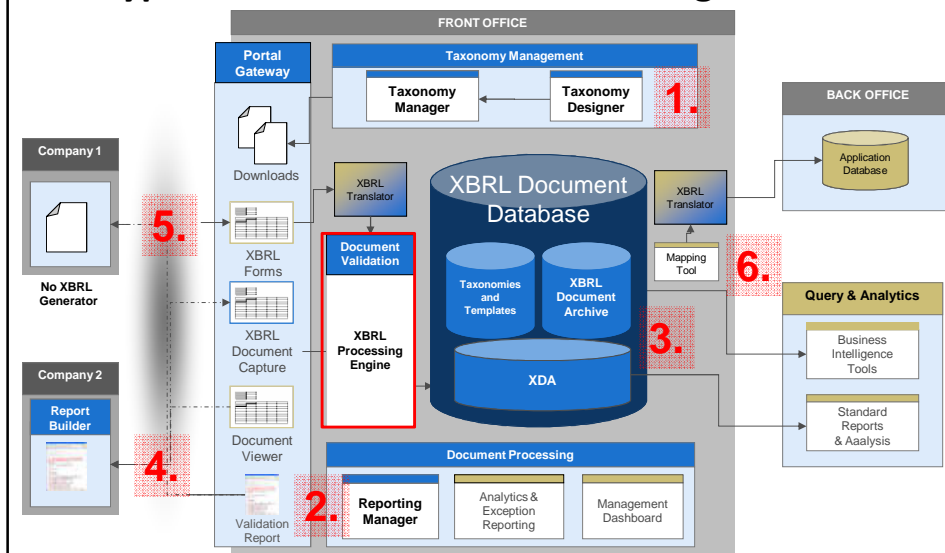 FRONT OFFICE
Portal
Gateway
Taxonomy Management
Taxonomy
Manager
Taxonomy
Designer
1.
BACK OFFICE
Application
Database
Company 1
No XBRL
Generator
5.
Downloads
XBRL
Translator
XBRL
Forms
XBRL
Document
Capture
Document
Viewer
Validation
Report
Document
Validation
XBRL
Processing
Engine
XBRL Document
Database
Taxonomies
and
Templates
XBRL
Document
Archive
XDA
3.
XBRL
Translator
Mapping
Tool
6.
Query & Analytics
Business
Intelligence
Tools
Standard
Reports
& Aaalysis
Company 2
Report
Builder
4.
Document Processing
2.
Reporting
Manager
Analytics &
Exception
Reporting
Management
Dashboard